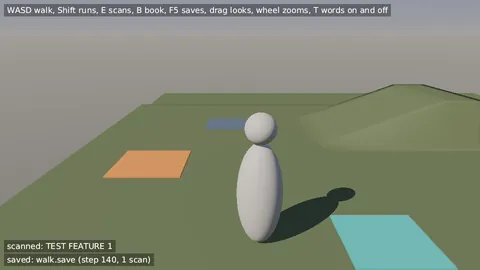 WASD walk, Shift runs, E scans, B book, F5 saves, drag looks, wheel zooms, T words on and off
scanned: TEST FEATURE 1
saved: walk.save (step 140, 1 scan)